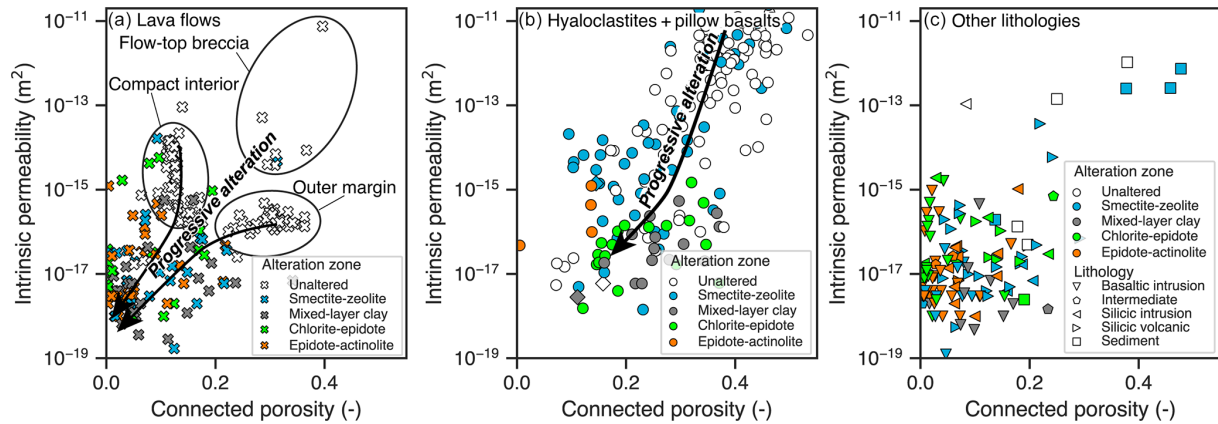 (a) Lava flows
Flow-top breccia
Compact interior
Outer margin
Progressive alteration
Alteration zone
Unaltered
Smectite-zeolite
Mixed-layer clay
Chlorite-epidote
Epidote-actinolite
Intrinsic permeability (m²)
10⁻¹¹
10⁻¹³
10⁻¹⁵
10⁻¹⁷
10⁻¹⁹
0.0 0.2 0.4
Connected porosity (-)
(b) Hyaloclastites + pillow basalts
Progressive alteration
Alteration zone
Unaltered
Smectite-zeolite
Mixed-layer clay
Chlorite-epidote
Epidote-actinolite
Intrinsic permeability (m²)
10⁻¹¹
10⁻¹³
10⁻¹⁵
10⁻¹⁷
10⁻¹⁹
0.0 0.2 0.4
Connected porosity (-)
(c) Other lithologies
Alteration zone
Unaltered
Smectite-zeolite
Mixed-layer clay
Chlorite-epidote
Epidote-actinolite
Lithology
Basaltic intrusion
Intermediate
Silicic intrusion
Silicic volcanic
Sediment
Intrinsic permeability (m²)
10⁻¹¹
10⁻¹³
10⁻¹⁵
10⁻¹⁷
10⁻¹⁹
0.0 0.2 0.4
Connected porosity (-)